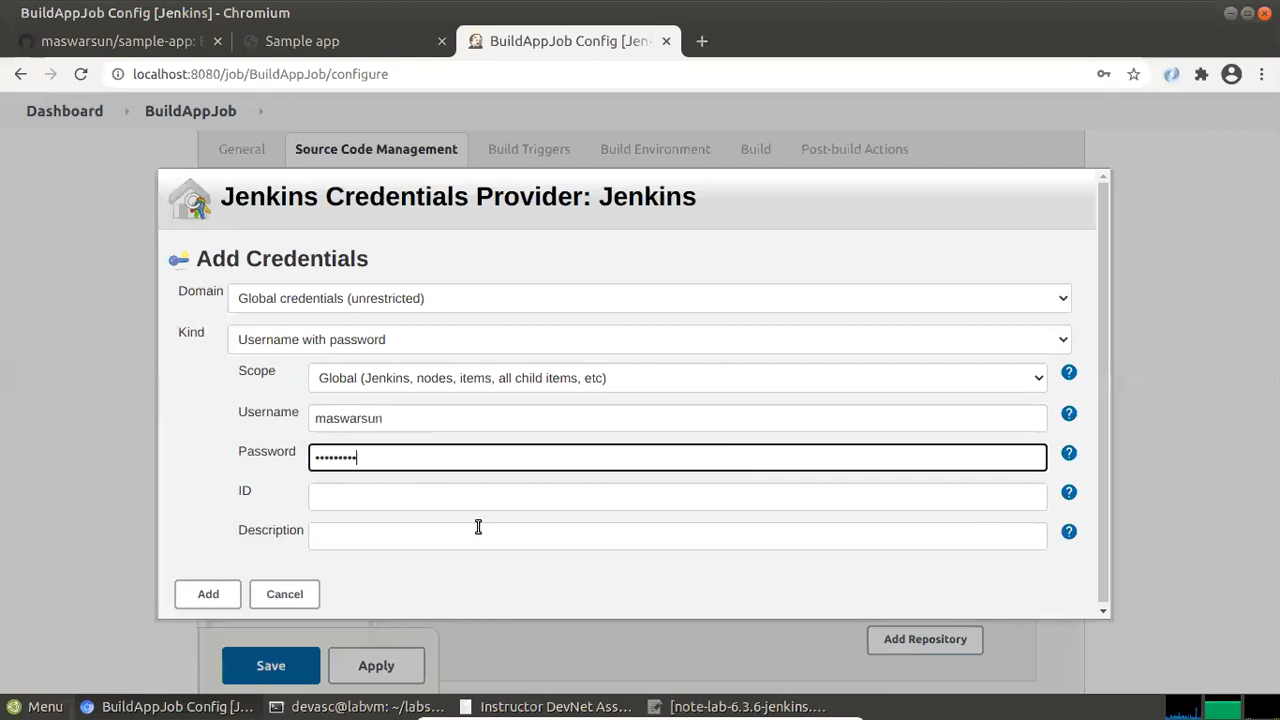 BuildAppJob Config [Jenkins] - Chromium
maswarsun/sample-app: E
Sample app
BuildAppJob Config [Jen
localhost:8080/job/BuildAppJob/configure
Dashboard
BuildAppJob
General
Source Code Management
Build Triggers
Build Environment
Build
Post-build Actions
Jenkins Credentials Provider: Jenkins
Add Credentials
Domain
Global credentials (unrestricted)
Kind
Username with password
Scope
Global (Jenkins, nodes, items, all child items, etc)
?
Username
maswarsun
?
Password
•••••••••
?
ID
?
Description
?
Add
Cancel
Add Repository
Save
Apply
Menu
BuildAppJob Config [J...
devasc@labvm: ~/labs...
Instructor DevNet Ass...
[note-lab-6.3.6-jenkins....